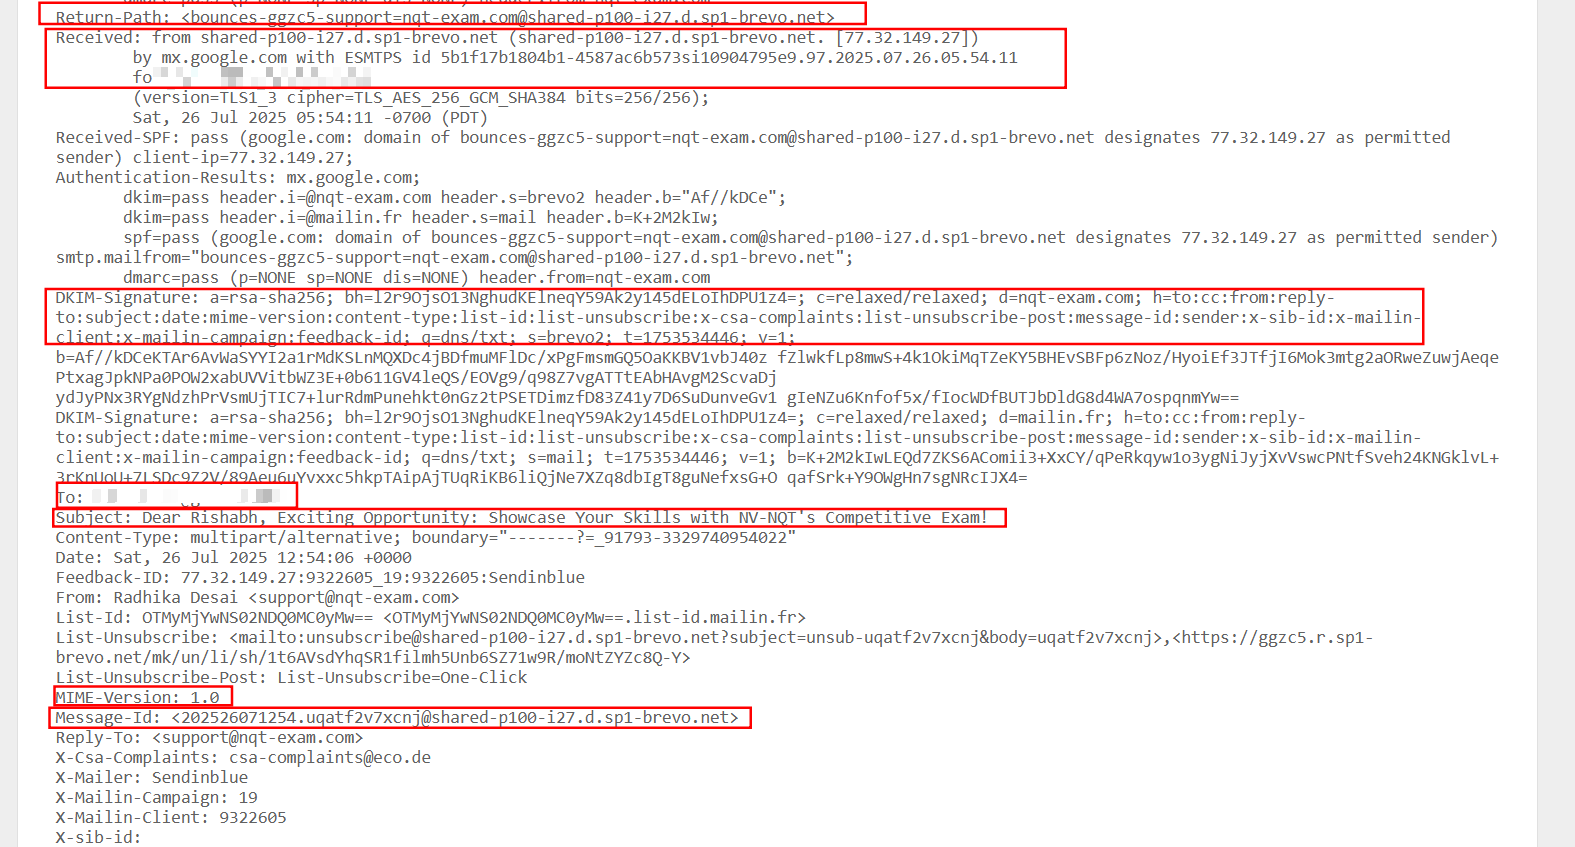 Return-Path: <bounces-ggzc5-support=nqt-exam.com@shared-p100-i27.d.sp1-brevo.net>
Received: from shared-p100-i27.d.sp1-brevo.net (shared-p100-i27.d.sp1-brevo.net. [77.32.149.27])
by mx.google.com with ESMTPS id 5b1f17b1804b1-4587ac6b573si10904795e9.97.2025.07.26.05.54.11
fo
(version=TLS1_3 cipher=TLS_AES_256_GCM_SHA384 bits=256/256);
Sat, 26 Jul 2025 05:54:11 -0700 (PDT)
Received-SPF: pass (google.com: domain of bounces-ggzc5-support=nqt-exam.com@shared-p100-i27.d.sp1-brevo.net designates 77.32.149.27 as permitted
sender) client-ip=77.32.149.27;
Authentication-Results: mx.google.com;
dkim=pass header.i=@nqt-exam.com header.s=brevo2 header.b="Af//kDCe";
dkim=pass header.i=@mailin.fr header.s=mail header.b=K+2M2kIw;
spf=pass (google.com: domain of bounces-ggzc5-support=nqt-exam.com@shared-p100-i27.d.sp1-brevo.net designates 77.32.149.27 as permitted sender)
smtp.mailfrom="bounces-ggzc5-support=nqt-exam.com@shared-p100-i27.d.sp1-brevo.net";
dmarc=pass (p=NONE sp=NONE dis=NONE) header.from=nqt-exam.com
DKIM-Signature: a=rsa-sha256; bh=l2r9OjsO13NghudKElneqY59Ak2y145dELoIhDPU1z4=; c=relaxed/relaxed; d=nqt-exam.com; h=to:cc:from:reply-
to:subject:date:mime-version:content-type:list-id:list-unsubscribe:x-csa-complaints:list-unsubscribe-post:message-id:sender:x-sib-id:x-mailin-
client:x-mailin-campaign:feedback-id; q=dns/txt; s=brevo2; t=1753534446; v=1;
b=Af//kDCeKTAr6AvWaSYYI2a1rMdKSLnMQXDc4jBDfmuMFlDc/xPgFmsmGQ5OaKKBV1vbJ40z fZlwkfLp8mwS+4k1OkiMqTZeKY5BHEvSBFp6zNoz/HyoiEf3JTfjI6Mok3mtg2aORweZuwjAeqe
PtxagJpkNPa0POW2xabUVVitbWZ3E+0b611GV4leQS/EOVg9/q98Z7vgATTtEAbHAvgM2ScvaDj
ydJyPNx3RYgNdzhPrVsmUjTIC7+lurRdmPunehkt0nGz2tPSETDimzfD83Z41y7D6SuDunveGv1 gIeNZu6Knfof5x/fIocWDfBUTJbDldG8d4WA7ospqnmYw==
DKIM-Signature: a=rsa-sha256; bh=l2r9OjsO13NghudKElneqY59Ak2y145dELoIhDPU1z4=; c=relaxed/relaxed; d=mailin.fr; h=to:cc:from:reply-
to:subject:date:mime-version:content-type:list-id:list-unsubscribe:x-csa-complaints:list-unsubscribe-post:message-id:sender:x-sib-id:x-mailin-
client:x-mailin-campaign:feedback-id; q=dns/txt; s=mail; t=1753534446; v=1; b=K+2M2kIwLEQd7ZKS6AComii3+XxCY/qPeRkqyw1o3ygNiJyjXvVswcPNtfSveh24KNGklvL+
3rKnUoU+7LSDc9Z2V/89Aeu6uYvxxc5hkpTAipAjTUqRiKB6liQjNe7XZq8dbIgT8guNefxsG+O qafSrk+Y9OWgHn7sgNRcIJX4=
To:
Subject: Dear Rishabh, Exciting Opportunity: Showcase Your Skills with NV-NQT's Competitive Exam!
Content-Type: multipart/alternative; boundary="-------?=_91793-3329740954022"
Date: Sat, 26 Jul 2025 12:54:06 +0000
Feedback-ID: 77.32.149.27:9322605_19:9322605:Sendinblue
From: Radhika Desai <support@nqt-exam.com>
List-Id: OTMyMjYwNS02NDQ0MC0yMw== <OTMyMjYwNS02NDQ0MC0yMw==.list-id.mailin.fr>
List-Unsubscribe: <mailto:unsubscribe@shared-p100-i27.d.sp1-brevo.net?subject=unsub-uqatf2v7xcnj&body=uqatf2v7xcnj>,<https://ggzc5.r.sp1-
brevo.net/mk/un/li/sh/1t6AVsdYhqSR1filmh5Unb6SZ71w9R/moNtZYZc8Q-Y>
List-Unsubscribe-Post: List-Unsubscribe=One-Click
MIME-Version: 1.0
Message-Id: <202526071254.uqatf2v7xcnj@shared-p100-i27.d.sp1-brevo.net>
Reply-To: <support@nqt-exam.com>
X-Csa-Complaints: csa-complaints@eco.de
X-Mailer: Sendinblue
X-Mailin-Campaign: 19
X-Mailin-Client: 9322605
X-sib-id: